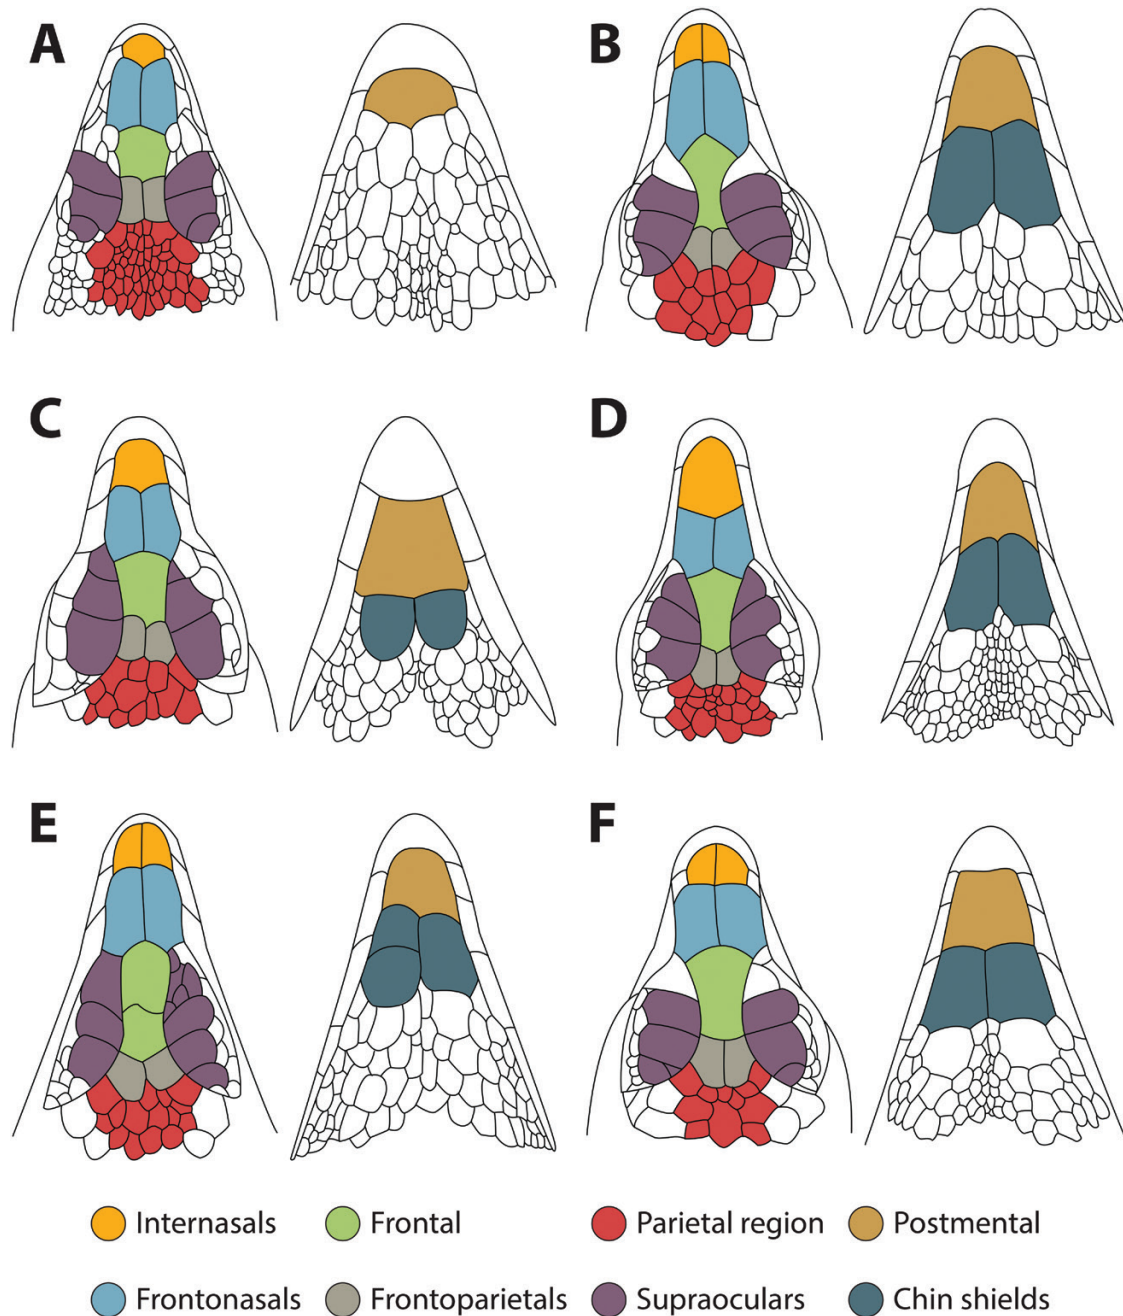 A
B
C
D
E
F
Internasals
Frontal
Parietal region
Postmental
Frontonasals
Frontoparietals
Supraoculars
Chin shields